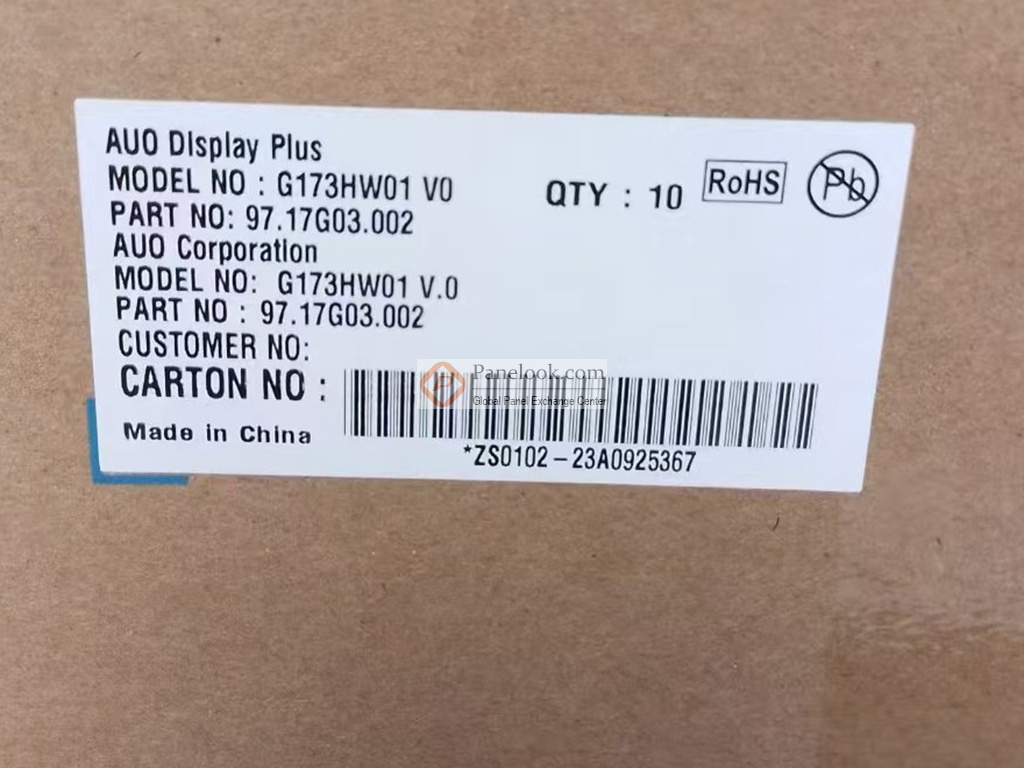 AUO DIsplay Plus
MODEL NO : G173HW01 V0
PART NO: 97.17G03.002
AUO Corporation
MODEL NO: G173HW01 V.0
PART NO : 97.17G03.002
CUSTOMER NO:
CARTON NO :
Made in China
QTY : 10
RoHS
Pb
Panelook.com
Global Panel Exchange Center
*ZS0102-23A0925367